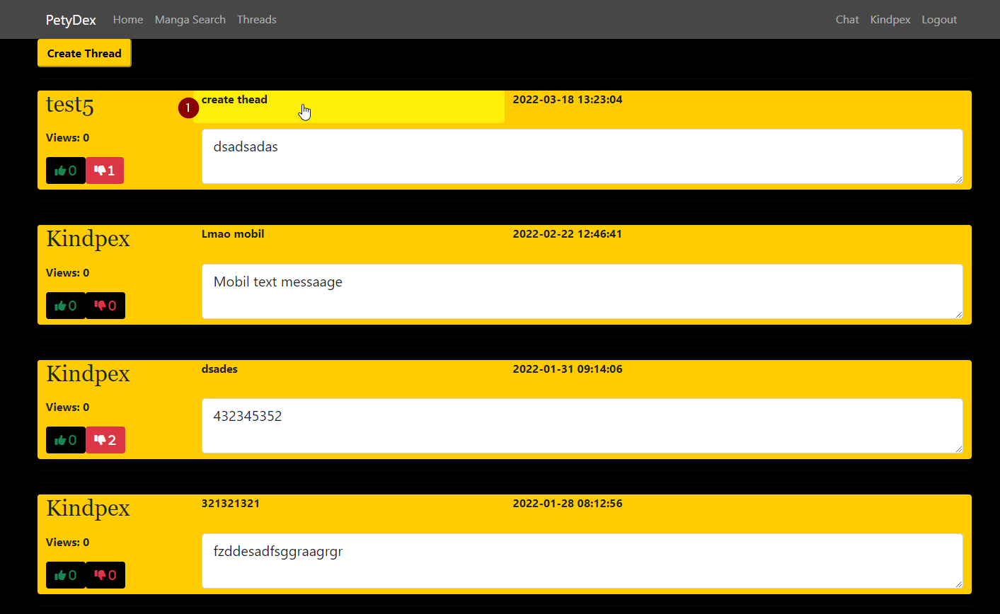 PetyDex Home Manga Search Threads Chat Kindpex Logout
Create Thread
test5 1 create thead 2022-03-18 13:23:04
Views: 0
dsadsadas
0 1
Kindpex Lmao mobil 2022-02-22 12:46:41
Views: 0
Mobil text messaage
0 0
Kindpex dsades 2022-01-31 09:14:06
Views: 0
432345352
0 2
Kindpex 321321321 2022-01-28 08:12:56
Views: 0
fzddesadfsggraagrgr
0 0